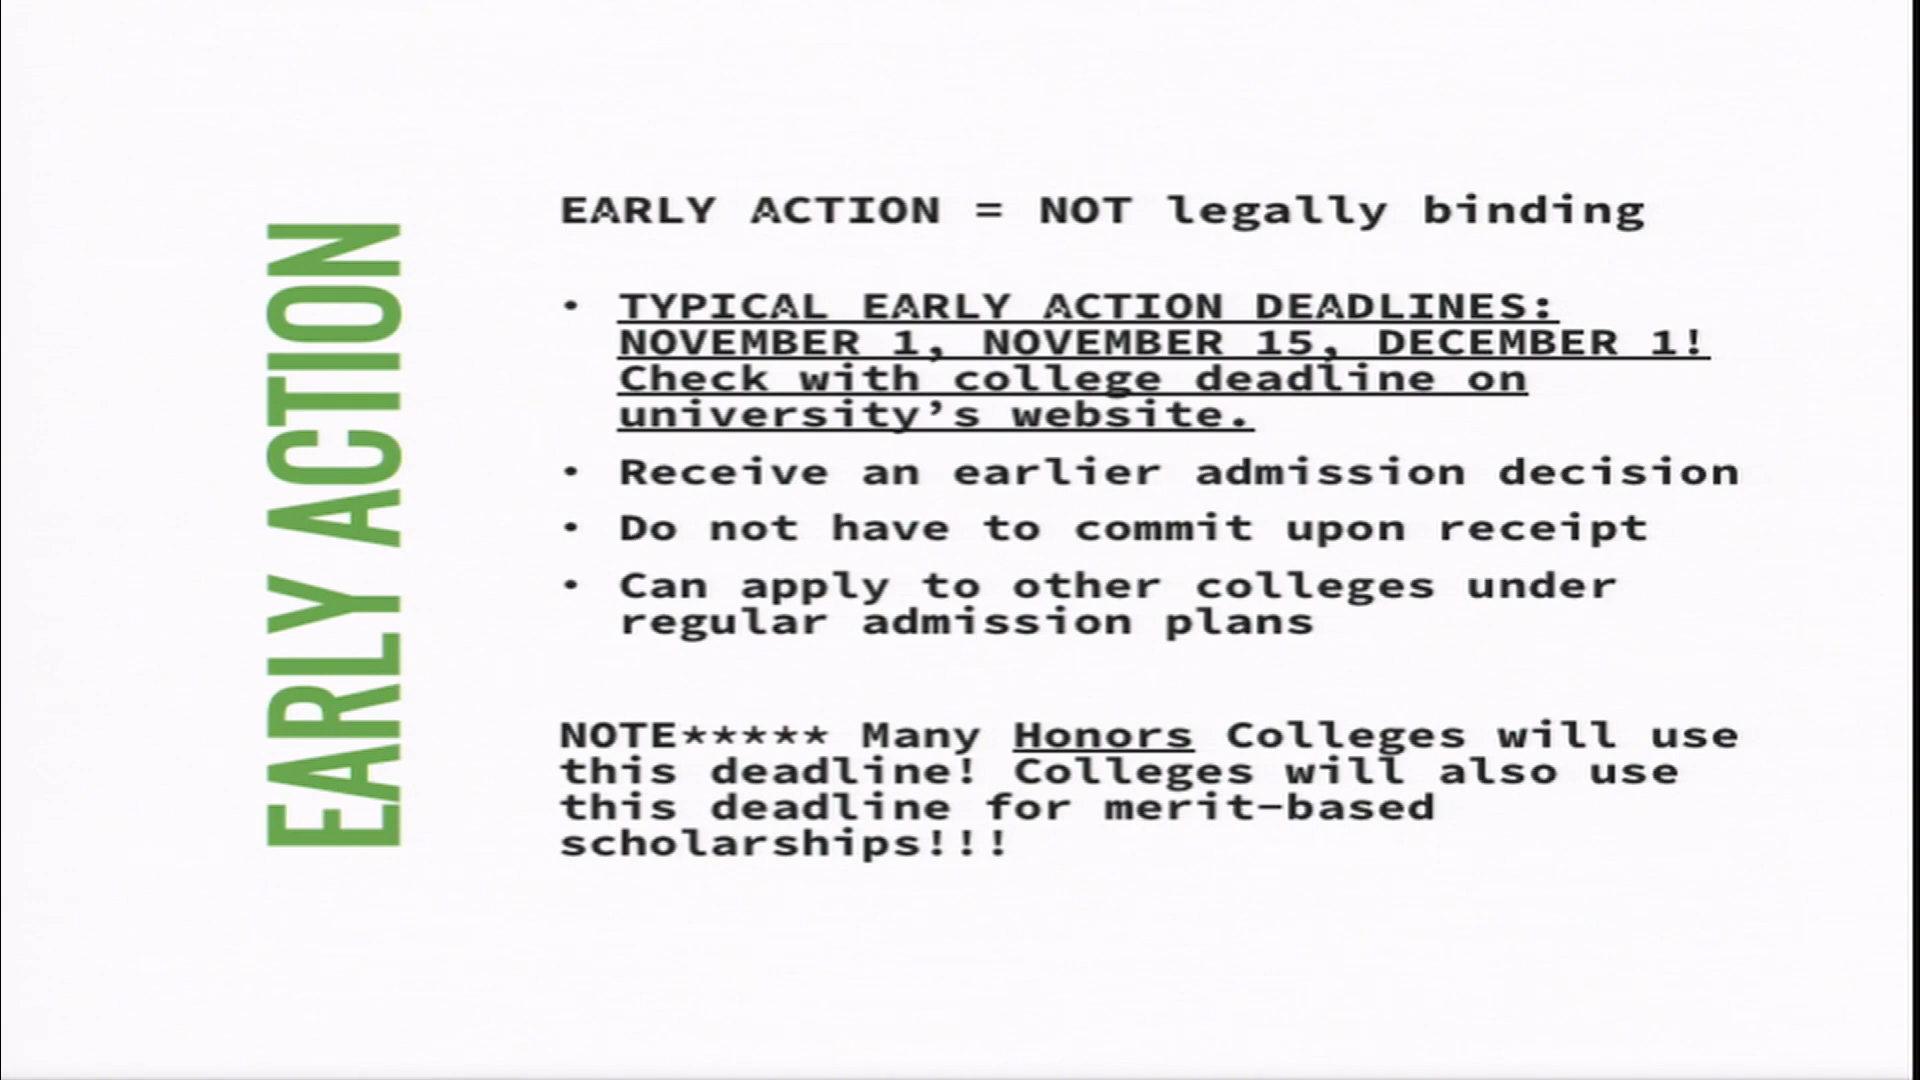 EARLY ACTION
EARLY ACTION = NOT legally binding
• TYPICAL EARLY ACTION DEADLINES:
NOVEMBER 1, NOVEMBER 15, DECEMBER 1!
Check with college deadline on
university’s website.
• Receive an earlier admission decision
• Do not have to commit upon receipt
• Can apply to other colleges under
regular admission plans
NOTE***** Many Honors Colleges will use
this deadline! Colleges will also use
this deadline for merit-based
scholarships!!!